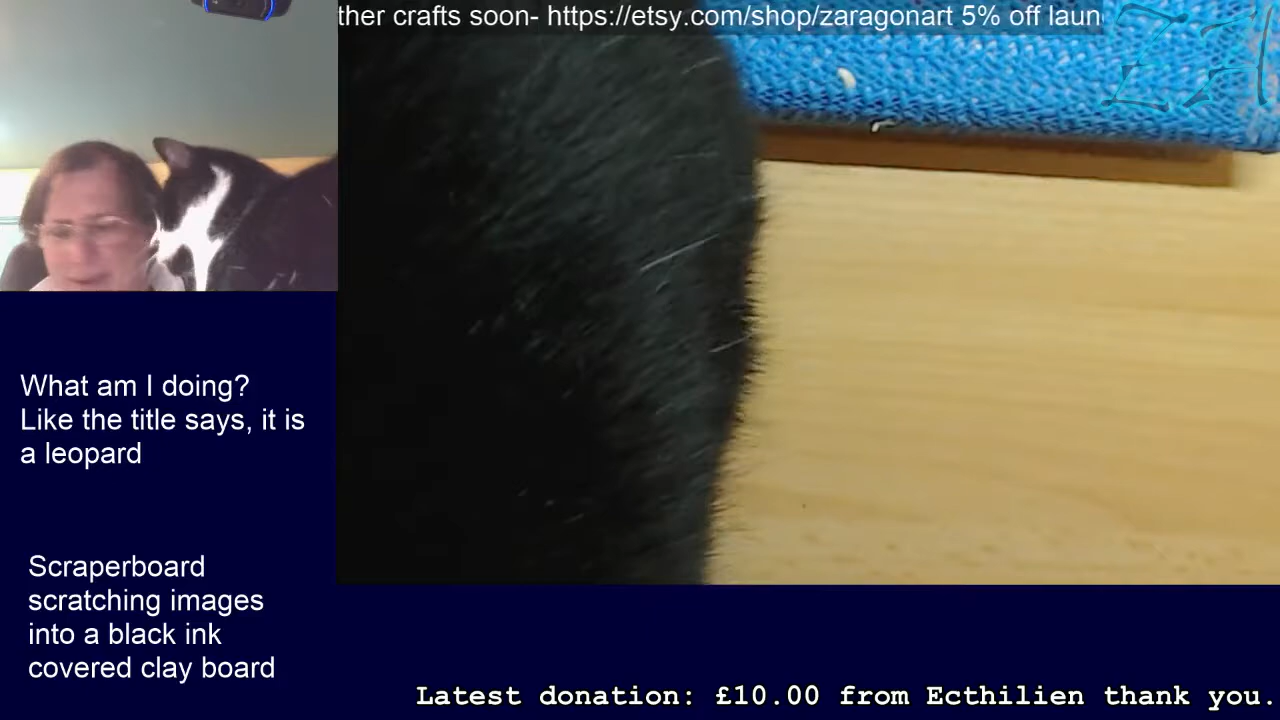 ther crafts soon- https://etsy.com/shop/zaragonart 5% off laun
What am I doing?
Like the title says, it is
a leopard
Scraperboard
scratching images
into a black ink
covered clay board
Latest donation: £10.00 from Ecthilien thank you.